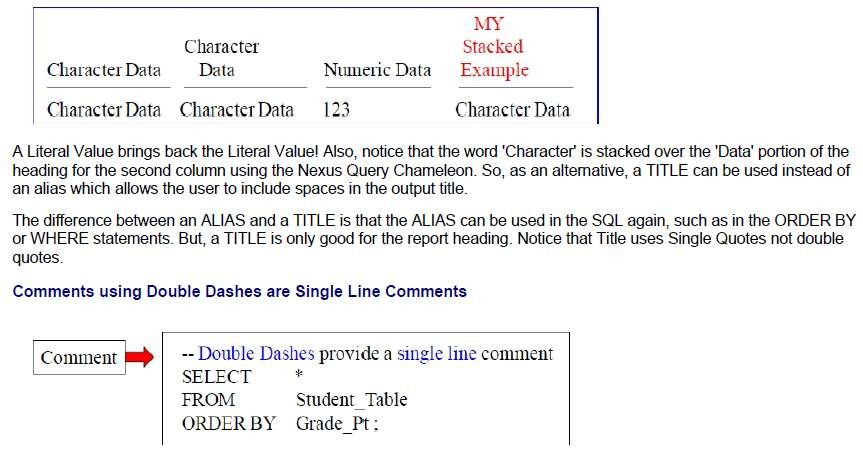 MY
Character Stacked
Character Data Data Numeric Data Example
Character Data Character Data 123 Character Data
A Literal Value brings back the Literal Value! Also, notice that the word 'Character' is stacked over the 'Data' portion of the
heading for the second column using the Nexus Query Chameleon. So, as an alternative, a TITLE can be used instead of
an alias which allows the user to include spaces in the output title.
The difference between an ALIAS and a TITLE is that the ALIAS can be used in the SQL again, such as in the ORDER BY
or WHERE statements. But, a TITLE is only good for the report heading. Notice that Title uses Single Quotes not double
quotes.
Comments using Double Dashes are Single Line Comments
Comment
-- Double Dashes provide a single line comment
SELECT *
FROM Student_Table
ORDER BY Grade_Pt ;